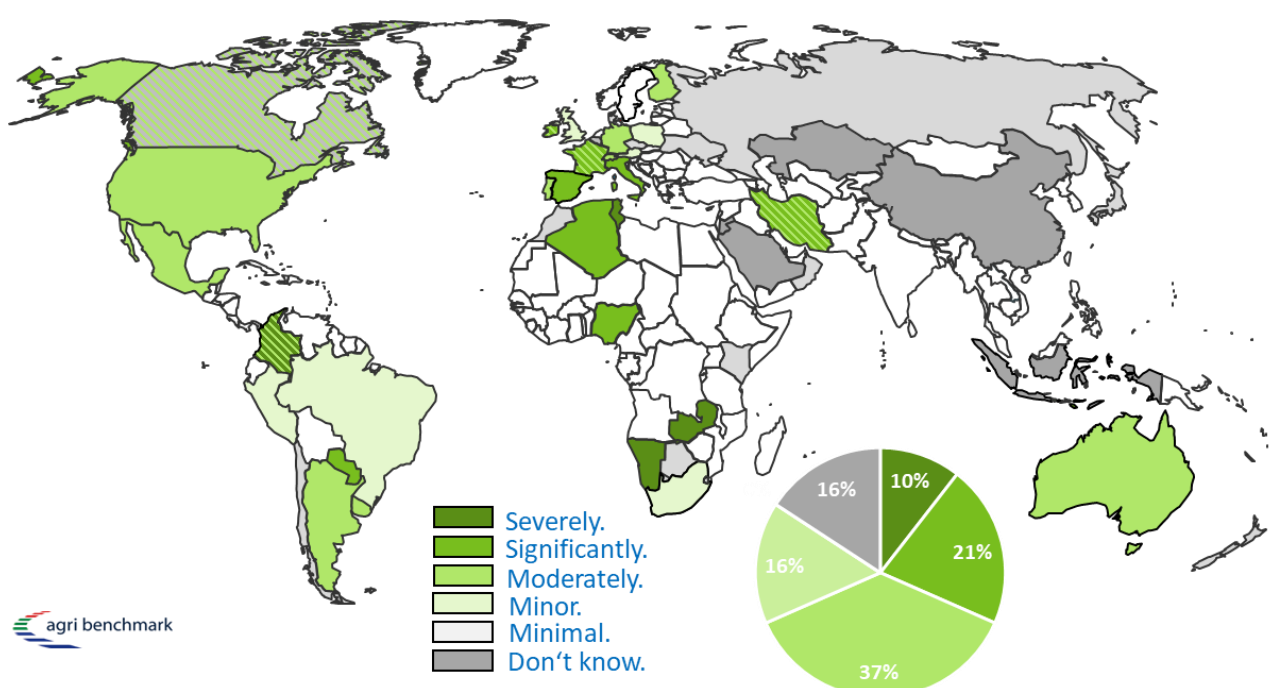 10%
16%
21%
16%
37%
Severely.
Significantly.
Moderately.
Minor.
Minimal.
Don‘t know.
agri benchmark